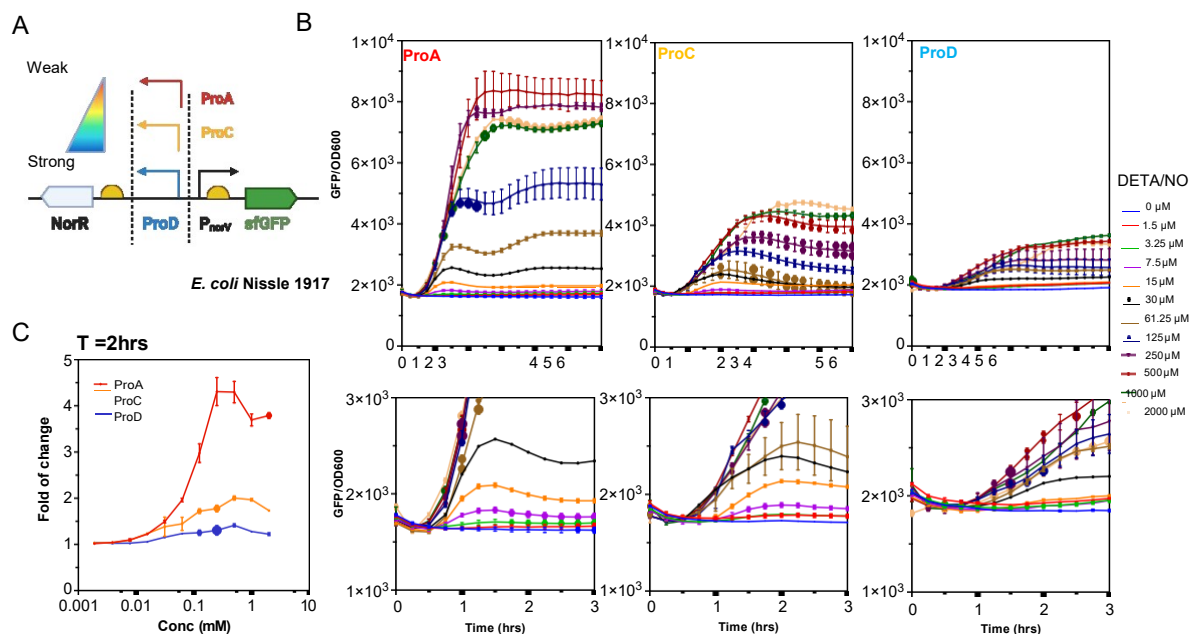 A
Weak
Strong
ProA
ProC
NorR
ProD
PnorV
sfGFP
E. coli Nissle 1917
B
GFP/OD600
1×10⁴
8×10³
6×10³
4×10³
2×10³
0
ProA
0 1 2 3 4 5 6
1×10⁴
8×10³
6×10³
4×10³
2×10³
0
ProC
0 1 2 3 4 5 6
1×10⁴
8×10³
6×10³
4×10³
2×10³
0
ProD
0 1 2 3 4 5 6
DETA/NO
0 µM
1.5 µM
3.25 µM
7.5 µM
15 µM
30 µM
61.25 µM
125 µM
250 µM
500 µM
1000 µM
2000 µM
GFP/OD600
3×10³
2×10³
1×10³
0 1 2 3
Time (hrs)
GFP/OD600
3×10³
2×10³
1×10³
0 1 2 3
Time (hrs)
3×10³
2×10³
1×10³
0 1 2 3
Time (hrs)
C
T =2hrs
Fold of change
5
4
3
2
1
0
ProA
ProC
ProD
0.001 0.01 0.1 1 10
Conc (mM)